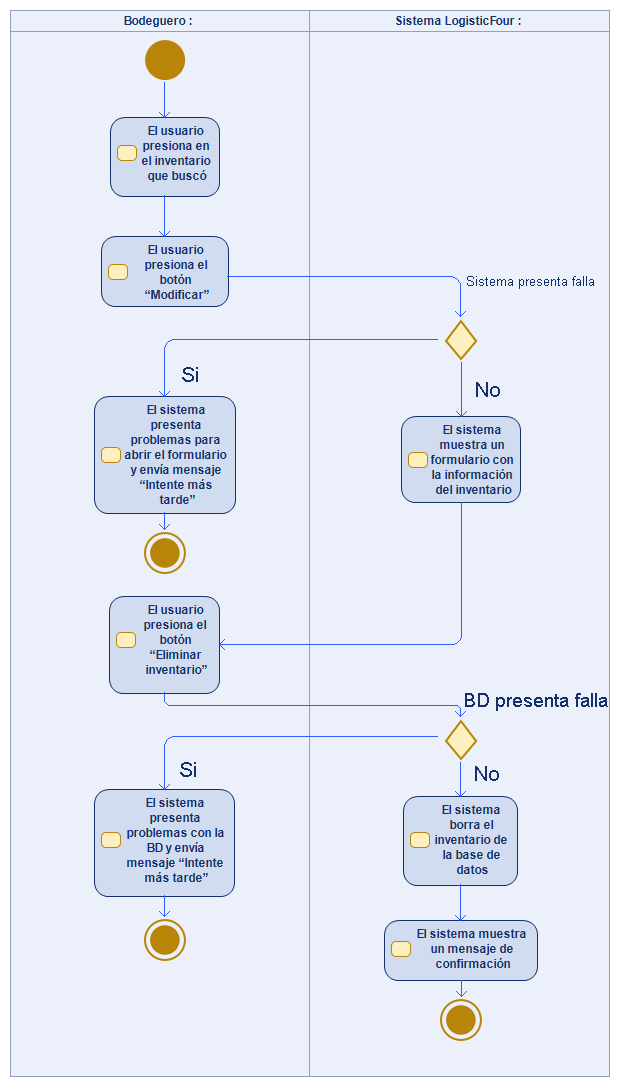 Bodeguero :
Sistema LogisticFour :
El usuario
presiona en
el inventario
que buscó
El usuario
presiona el
botón
“Modificar”
Sistema presenta falla
Si
No
El sistema
presenta
problemas para
abrir el formulario
y envía mensaje
“Intente más
tarde”
El sistema
muestra un
formulario con
la información
del inventario
El usuario
presiona el
botón
“Eliminar
inventario”
BD presenta falla
Si
No
El sistema
presenta
problemas con la
BD y envía
mensaje “Intente
más tarde”
El sistema
borra el
inventario de
la base de
datos
El sistema muestra
un mensaje de
confirmación